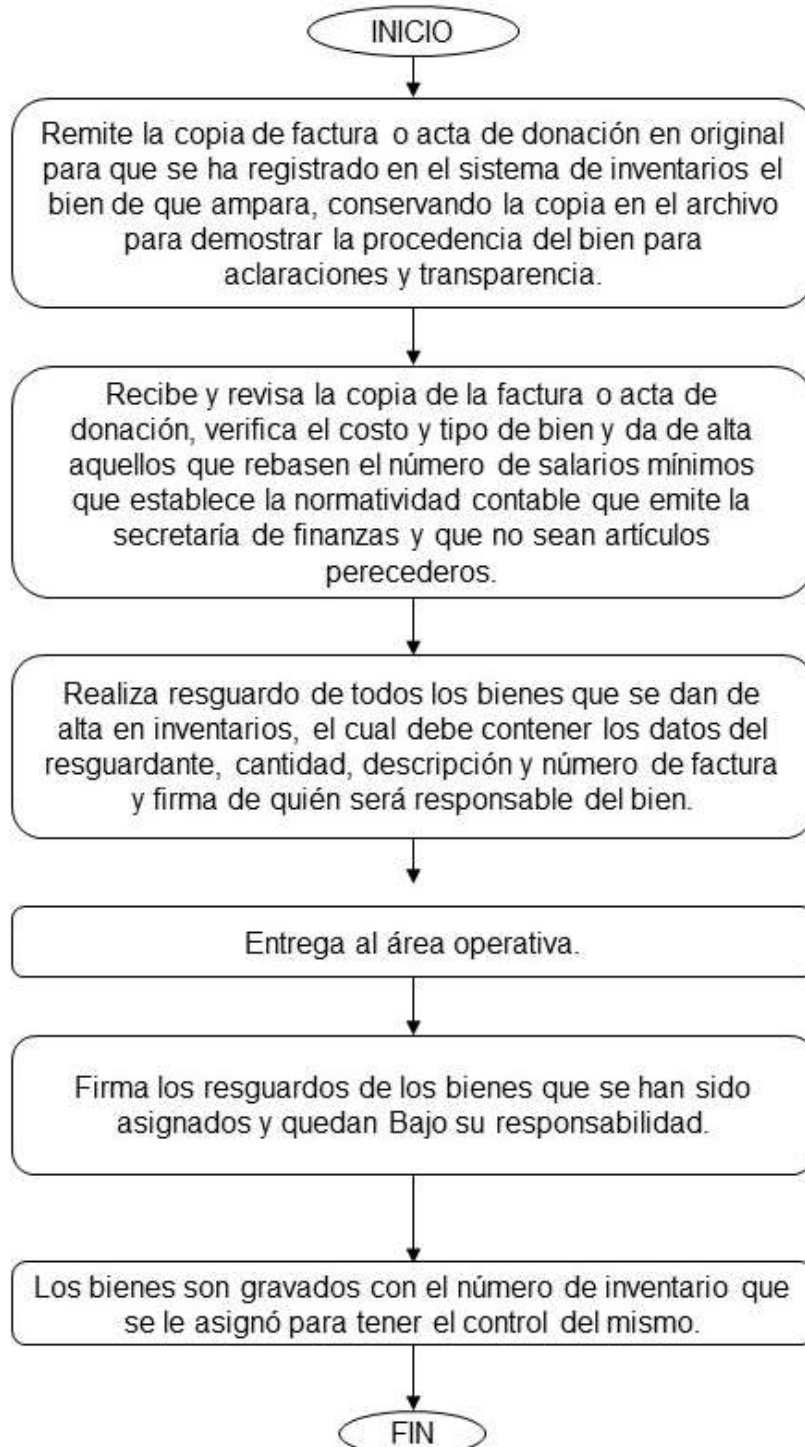 INICIO
Remite la copia de factura o acta de donación en original
para que se ha registrado en el sistema de inventarios el
bien de que ampara, conservando la copia en el archivo
para demostrar la procedencia del bien para
aclaraciones y transparencia.
Recibe y revisa la copia de la factura o acta de
donación, verifica el costo y tipo de bien y da de alta
aquellos que rebasen el número de salarios mínimos
que establece la normatividad contable que emite la
secretaría de finanzas y que no sean artículos
perecederos.
Realiza resguardo de todos los bienes que se dan de
alta en inventarios, el cual debe contener los datos del
resguardante, cantidad, descripción y número de factura
y firma de quién será responsable del bien.
Entrega al área operativa.
Firma los resguardos de los bienes que se han sido
asignados y quedan Bajo su responsabilidad.
Los bienes son gravados con el número de inventario que
se le asignó para tener el control del mismo.
FIN